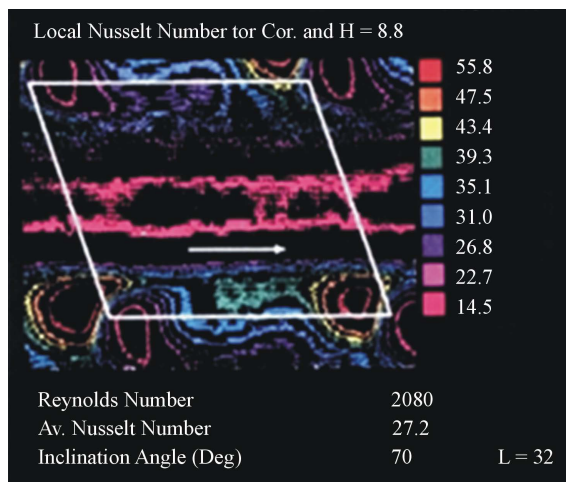 Local Nusselt Number tor Cor. and H = 8.8
55.8
47.5
43.4
39.3
35.1
31.0
26.8
22.7
14.5
Reynolds Number 2080
Av. Nusselt Number 27.2
Inclination Angle (Deg) 70 L = 32